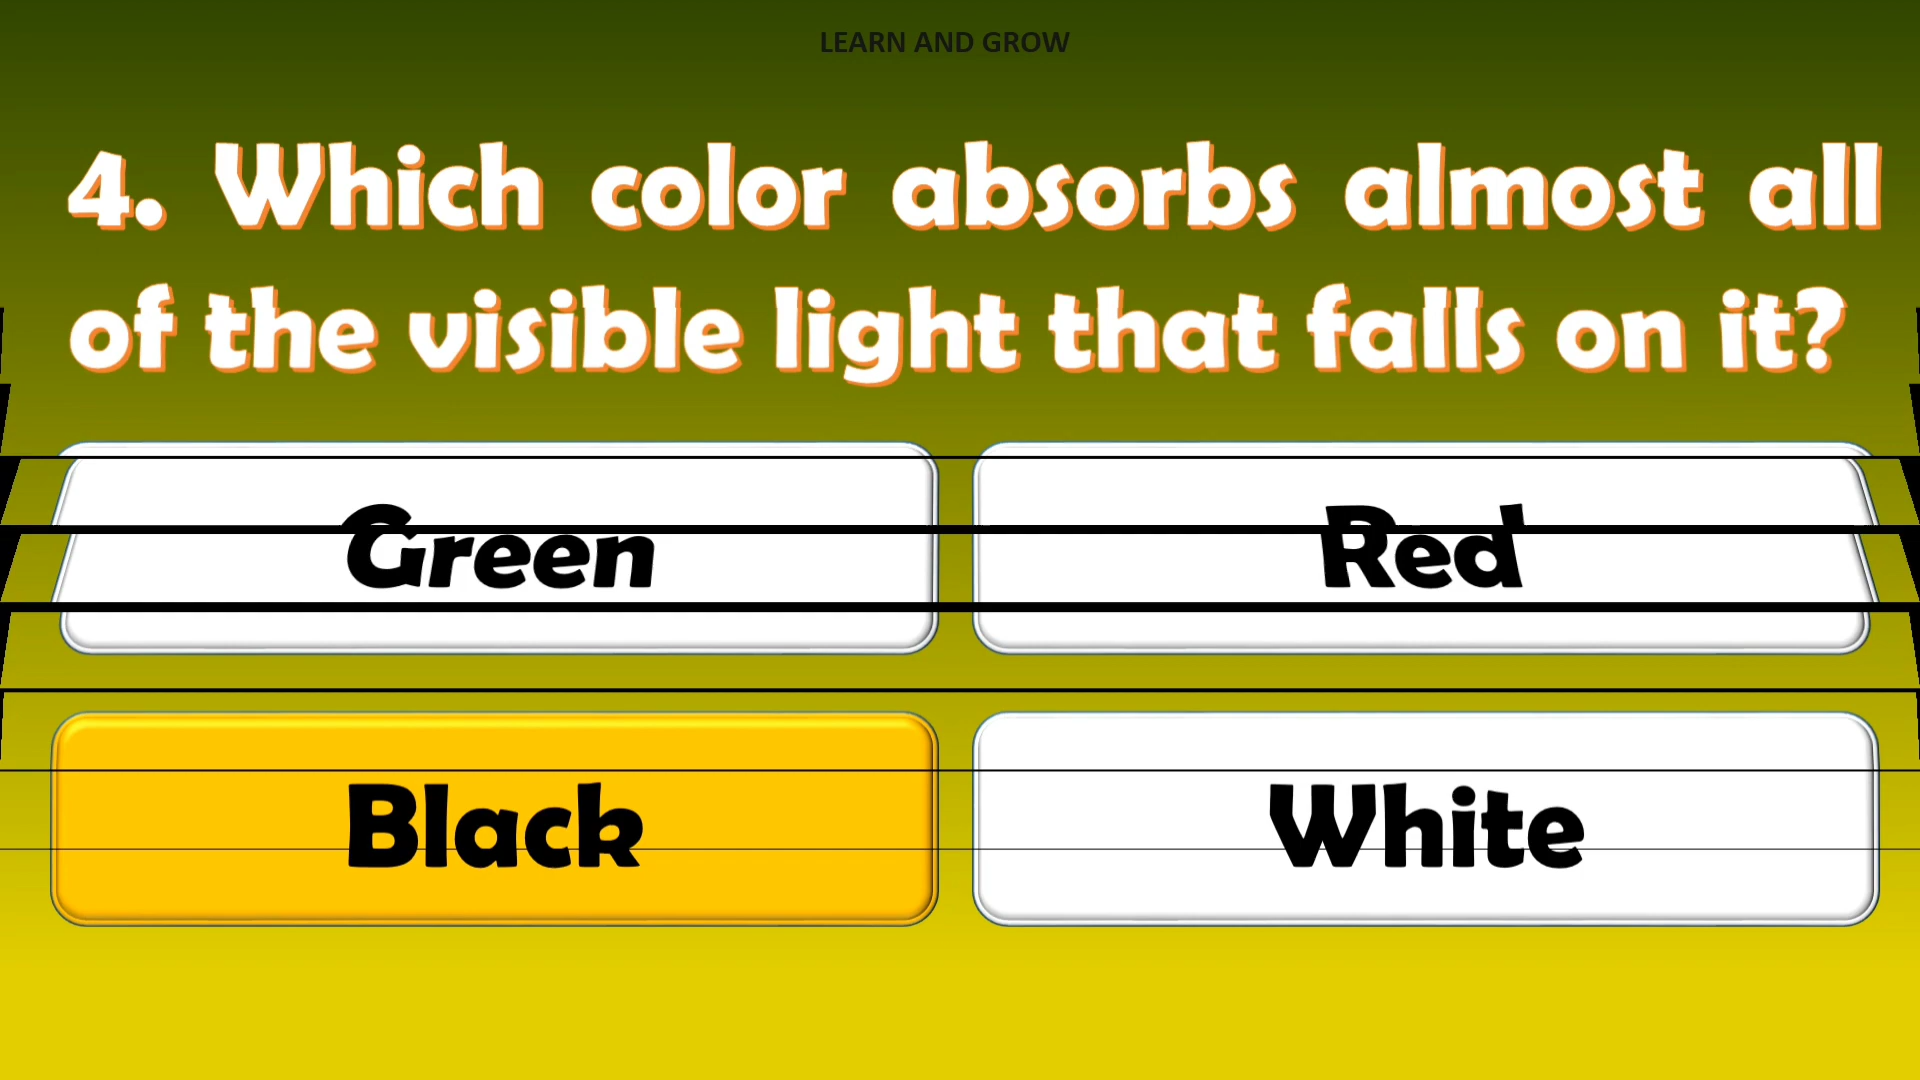 LEARN AND GROW
4. Which color absorbs almost all
of the visible light that falls on it?
Green
Red
Black
White